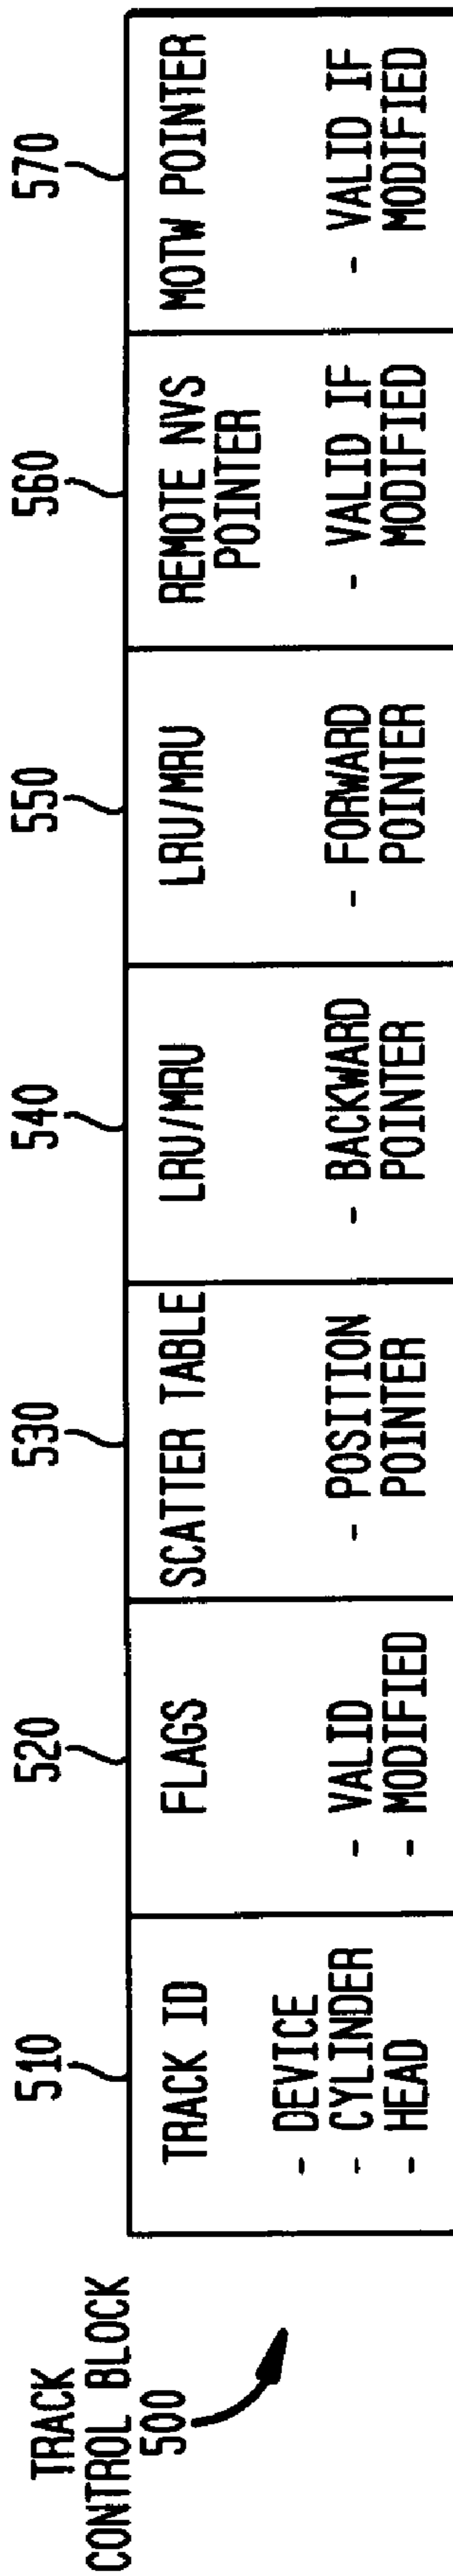 TRACK
CONTROL BLOCK
500
510
TRACK ID
- DEVICE
- CYLINDER
- HEAD
520
FLAGS
- VALID
- MODIFIED
530
SCATTER TABLE
- POSITION
POINTER
540
LRU/MRU
- BACKWARD
POINTER
550
LRU/MRU
- FORWARD
POINTER
560
REMOTE NVS
POINTER
- VALID IF
MODIFIED
570
MOTW POINTER
- VALID IF
MODIFIED